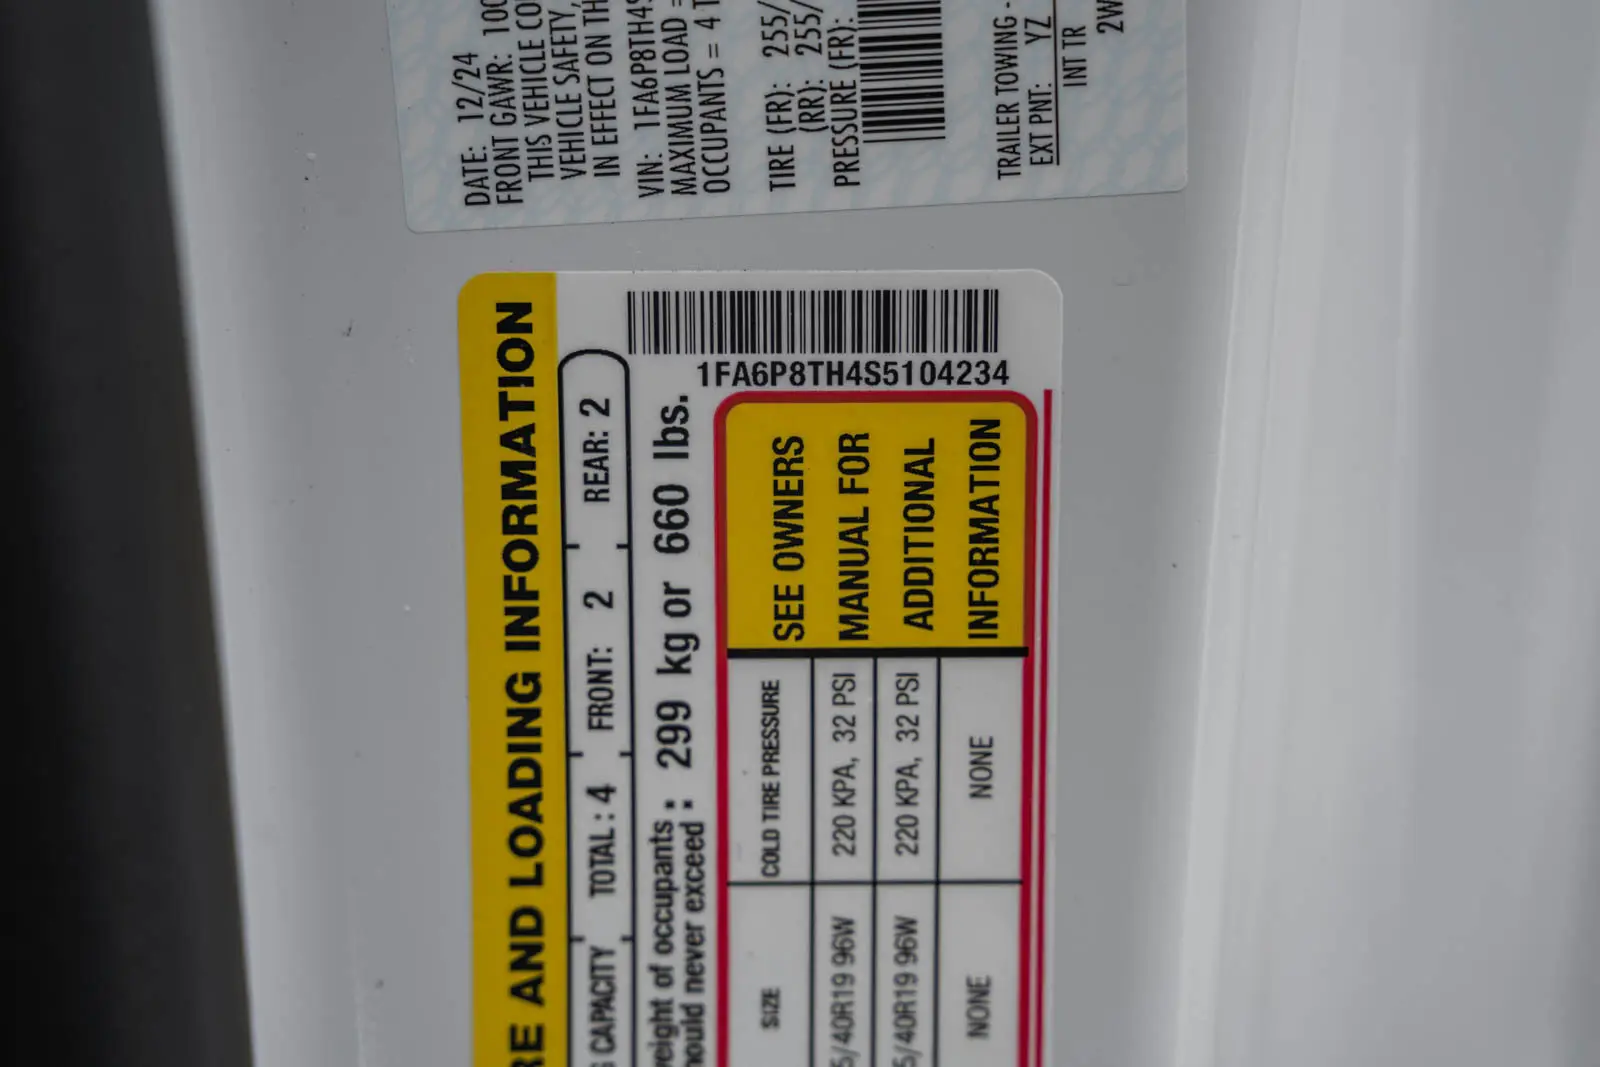 DATE: 12/24
FRONT GAWR: 100
THIS VEHICLE CO
VEHICLE SAFETY,
IN EFFECT ON TH
VIN: 1FA6P8TH4S
MAXIMUM LOAD =
OCCUPANTS = 4 T
TIRE (FR): 255/
(RR): 255/
PRESSURE (FR):
TRAILER TOWING -
EXT PNT: YZ
INT TR
2W
RE AND LOADING INFORMATION
G CAPACITY TOTAL : 4 FRONT: 2 REAR: 2
weight of occupants : 299 kg or 660 lbs.
hould never exceed :
1FA6P8TH4S5104234
SIZE COLD TIRE PRESSURE
5/40R19 96W 220 KPA, 32 PSI
5/40R19 96W 220 KPA, 32 PSI
NONE NONE
SEE OWNERS
MANUAL FOR
ADDITIONAL
INFORMATION